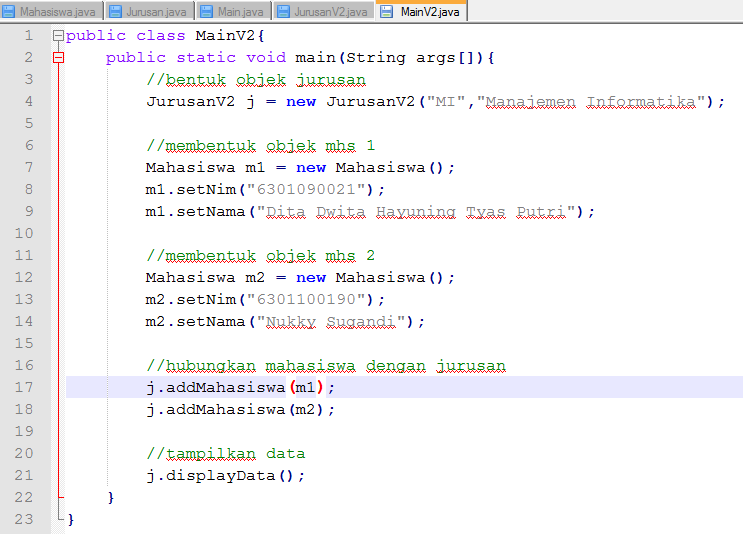 Mahasiswa.java Jurusan.java Main.java JurusanV2.java MainV2.java
1 public class MainV2{
2 public static void main(String args[]){
3 //bentuk objek jurusan
4 JurusanV2 j = new JurusanV2("MI","Manajemen Informatika");
5
6 //membentuk objek mhs 1
7 Mahasiswa m1 = new Mahasiswa();
8 m1.setNim("6301090021");
9 m1.setNama("Dita Dwita Hayuning Tyas Putri");
10
11 //membentuk objek mhs 2
12 Mahasiswa m2 = new Mahasiswa();
13 m2.setNim("6301100190");
14 m2.setNama("Nukky Sugandi");
15
16 //hubungkan mahasiswa dengan jurusan
17 j.addMahasiswa(m1);
18 j.addMahasiswa(m2);
19
20 //tampilkan data
21 j.displayData();
22 }
23 }